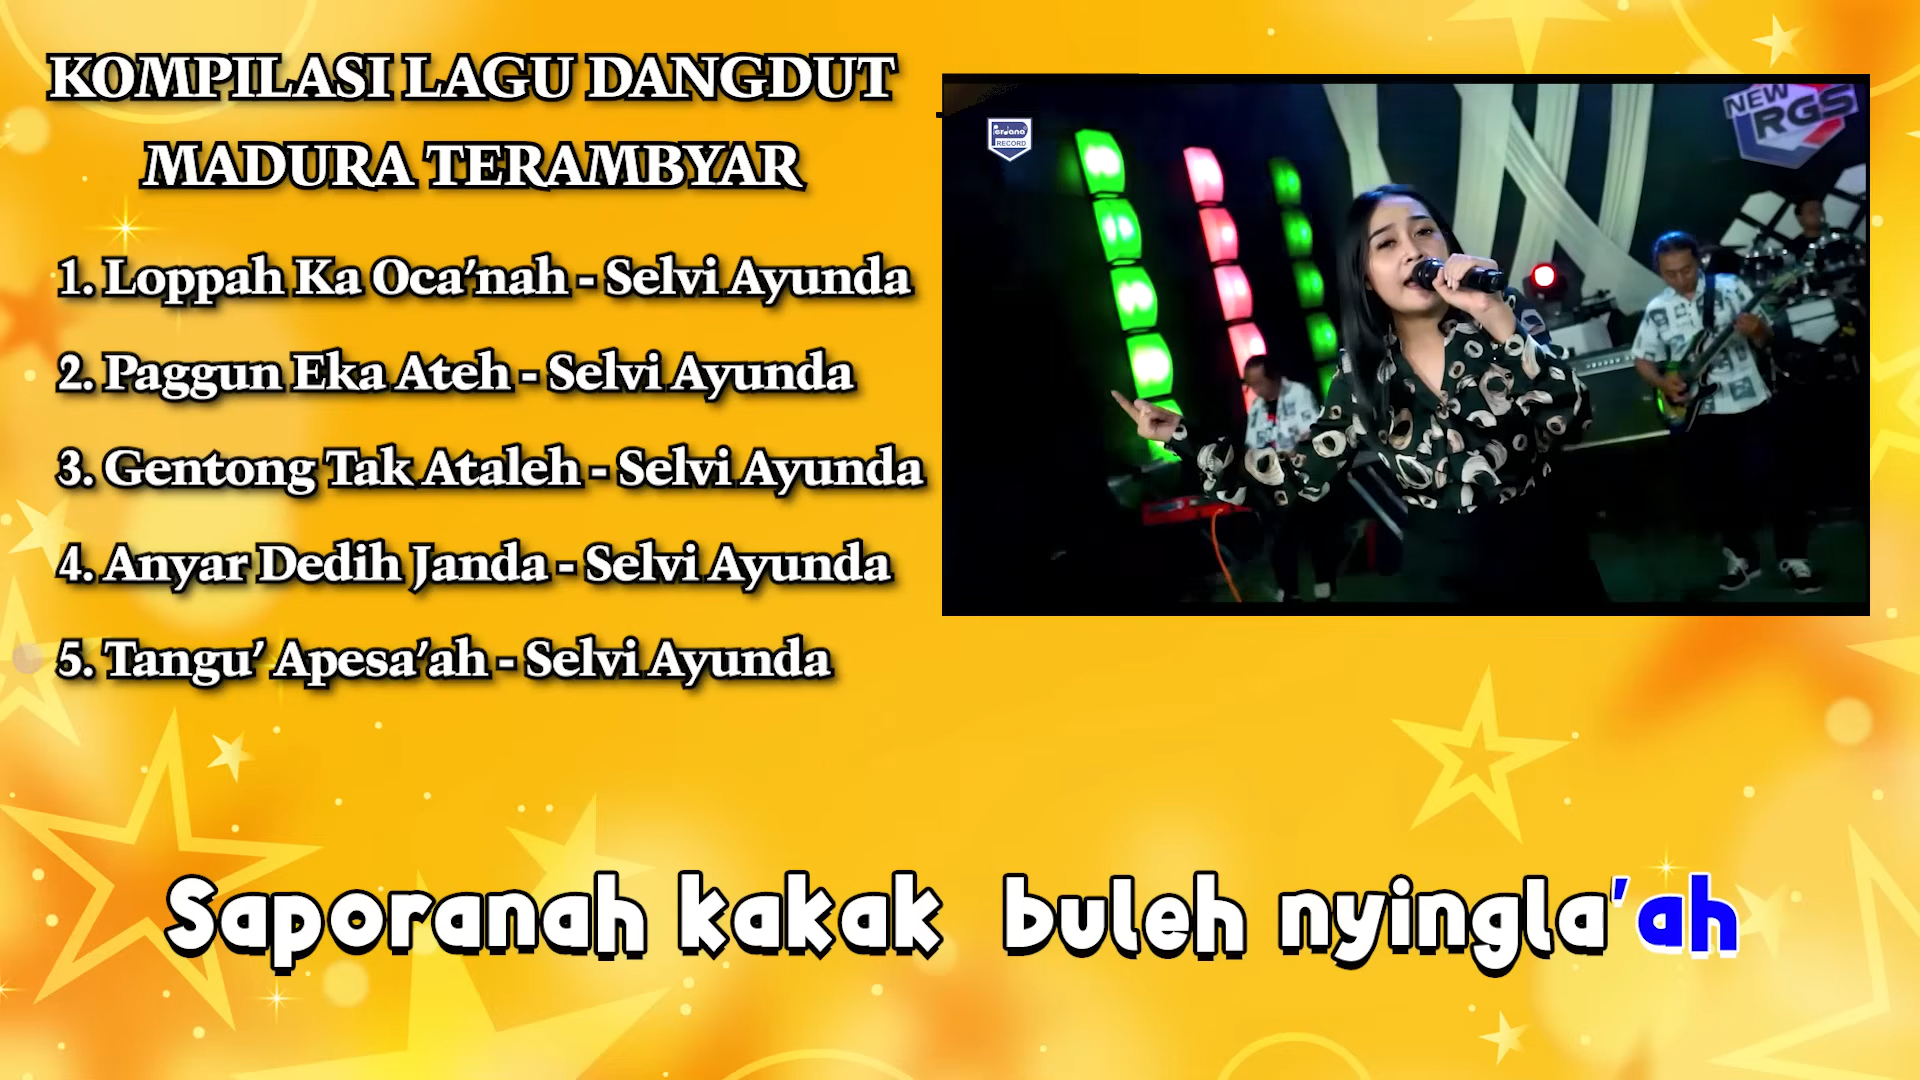 KOMPILASI LAGU DANGDUT
MADURA TERAMBYAR
1. Loppah Ka Oca'nah - Selvi Ayunda
2. Paggun Eka Ateh - Selvi Ayunda
3. Gentong Tak Ataleh - Selvi Ayunda
4. Anyar Dedih Janda - Selvi Ayunda
5. Tangu' Apesa'ah - Selvi Ayunda
Perdana
RECORD
NEW
RGS
Saporanah kakak buleh nyingla'ah